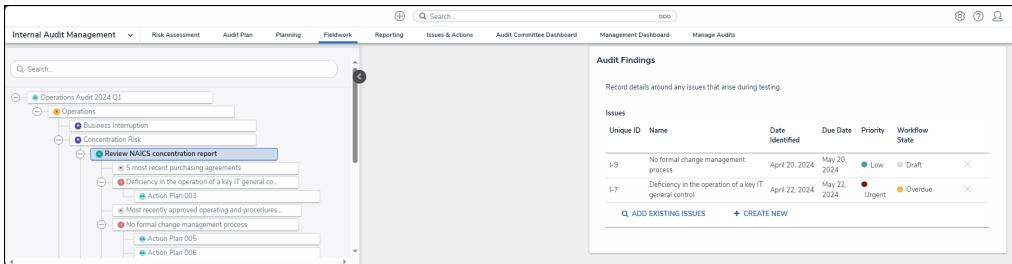 Search...
Internal Audit Management
Risk Assessment
Audit Plan
Planning
Fieldwork
Reporting
Issues & Actions
Audit Committee Dashboard
Management Dashboard
Manage Audits
Search...
Operations Audit 2024 Q1
Operations
Business Interruption
Concentration Risk
Review NAICS concentration report
5 most recent purchasing agreements
Deficiency in the operation of a key IT general co...
Action Plan 003
Most recently approved operating and procedures...
No formal change management process
Action Plan 005
Action Plan 006
Audit Findings
Record details around any issues that arise during testing.
Issues
Unique ID Name Date Identified Due Date Priority Workflow State
I-9 No formal change management process April 20, 2024 May 20, 2024 Low Draft
I-7 Deficiency in the operation of a key IT general control April 22, 2024 May 22, 2024 Urgent Overdue
ADD EXISTING ISSUES + CREATE NEW